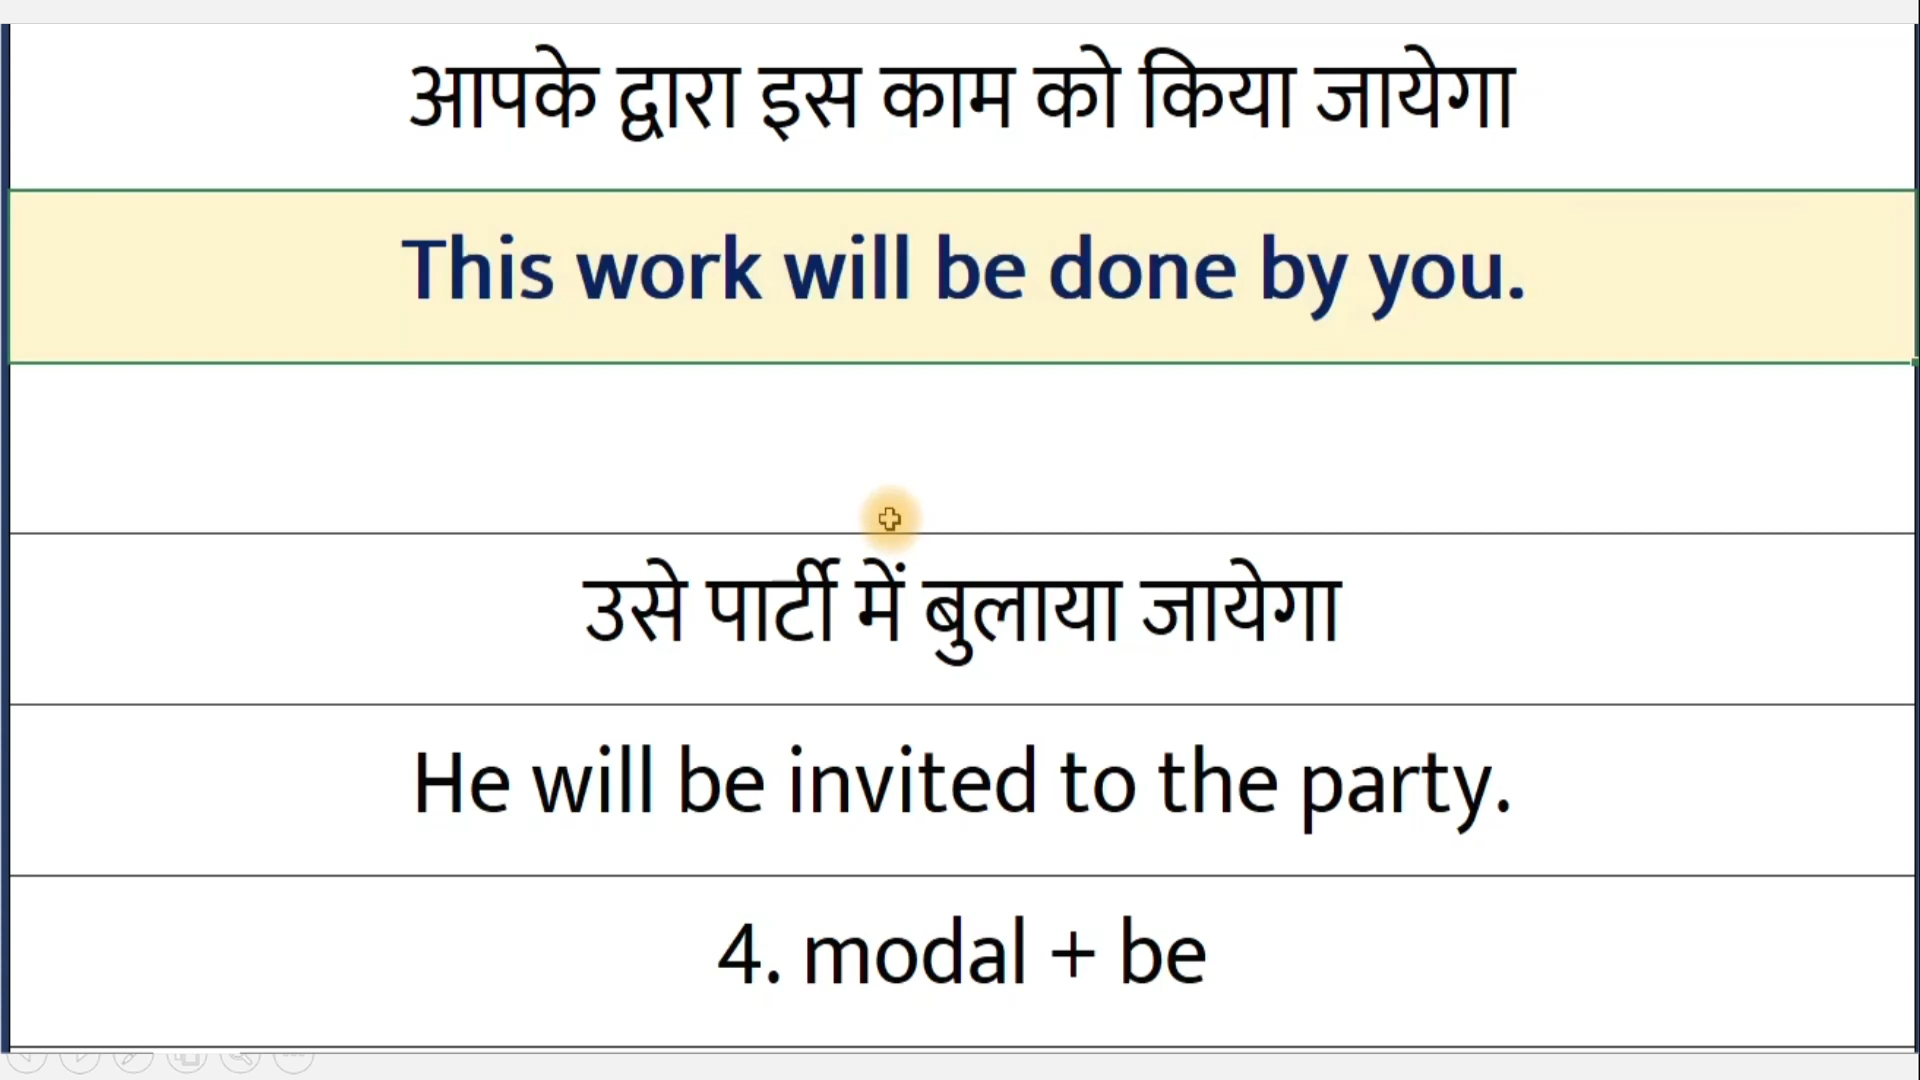 आपके द्वारा इस काम को किया जायेगा
This work will be done by you.
उसे पार्टी में बुलाया जायेगा
He will be invited to the party.
4. modal + be